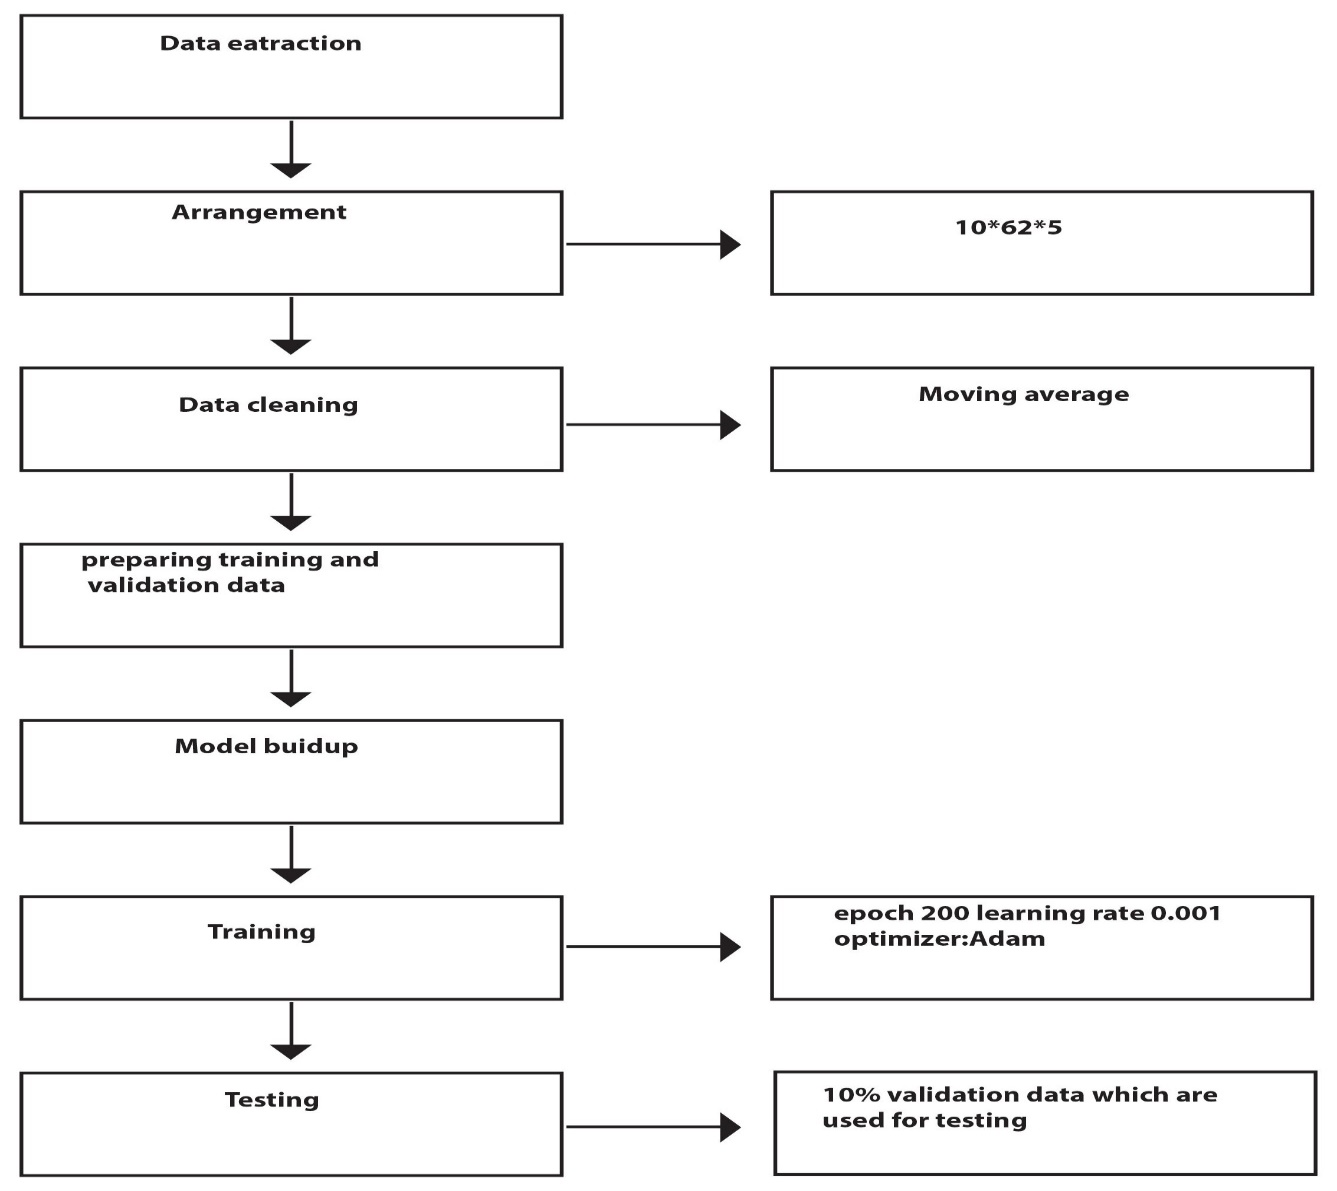 Data eatraction
Arrangement
10*62*5
Data cleaning
Moving average
preparing training and
validation data
Model buidup
Training
epoch 200 learning rate 0.001
optimizer:Adam
Testing
10% validation data which are
used for testing